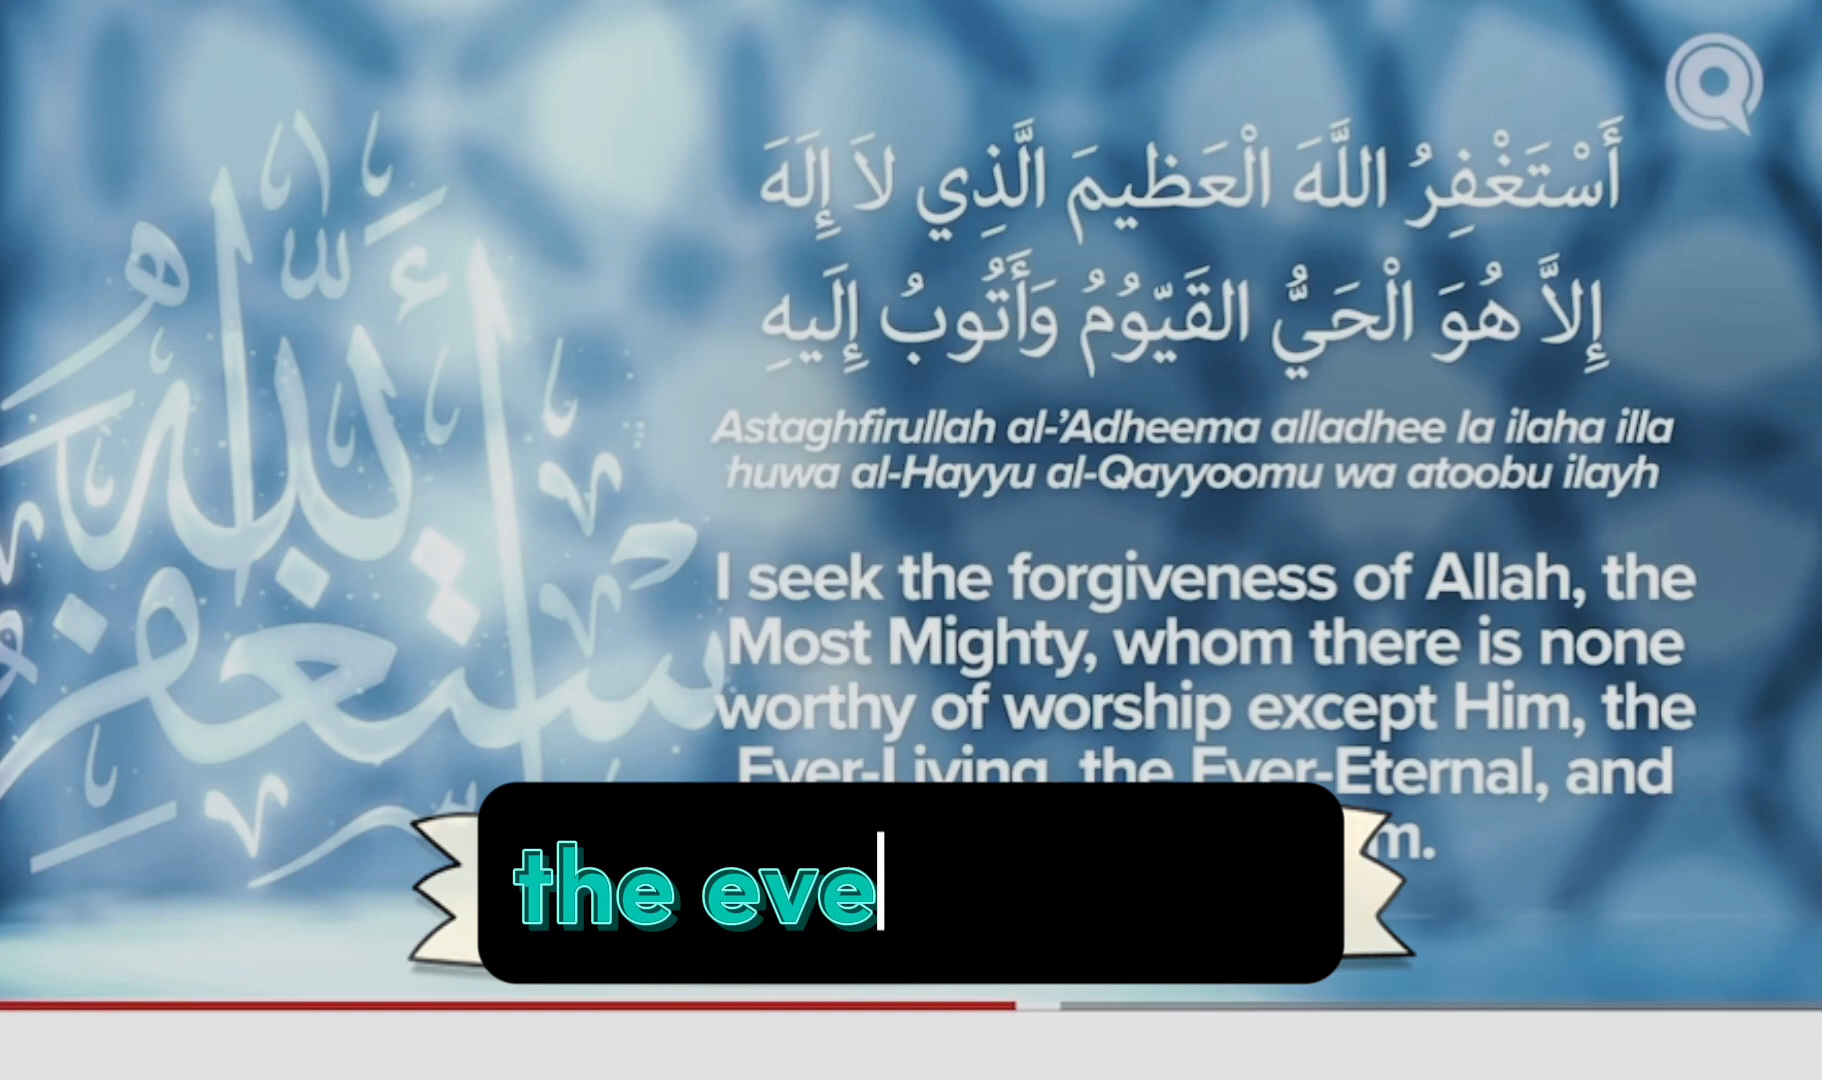 أَسْتَغْفِرُ اللَّهَ الْعَظِيمَ الَّذِي لاَ إِلَهَ
إِلاَّ هُوَ الْحَيُّ القَيّوُمُ وَأَتُوبُ إِلَيهِ
Astaghfirullah al-’Adheema alladhee la ilaha illa
huwa al-Hayyu al-Qayyoomu wa atoobu ilayh
I seek the forgiveness of Allah, the
Most Mighty, whom there is none
worthy of worship except Him, the
Ever-Living, the Ever-Eternal, and
m.
the eve